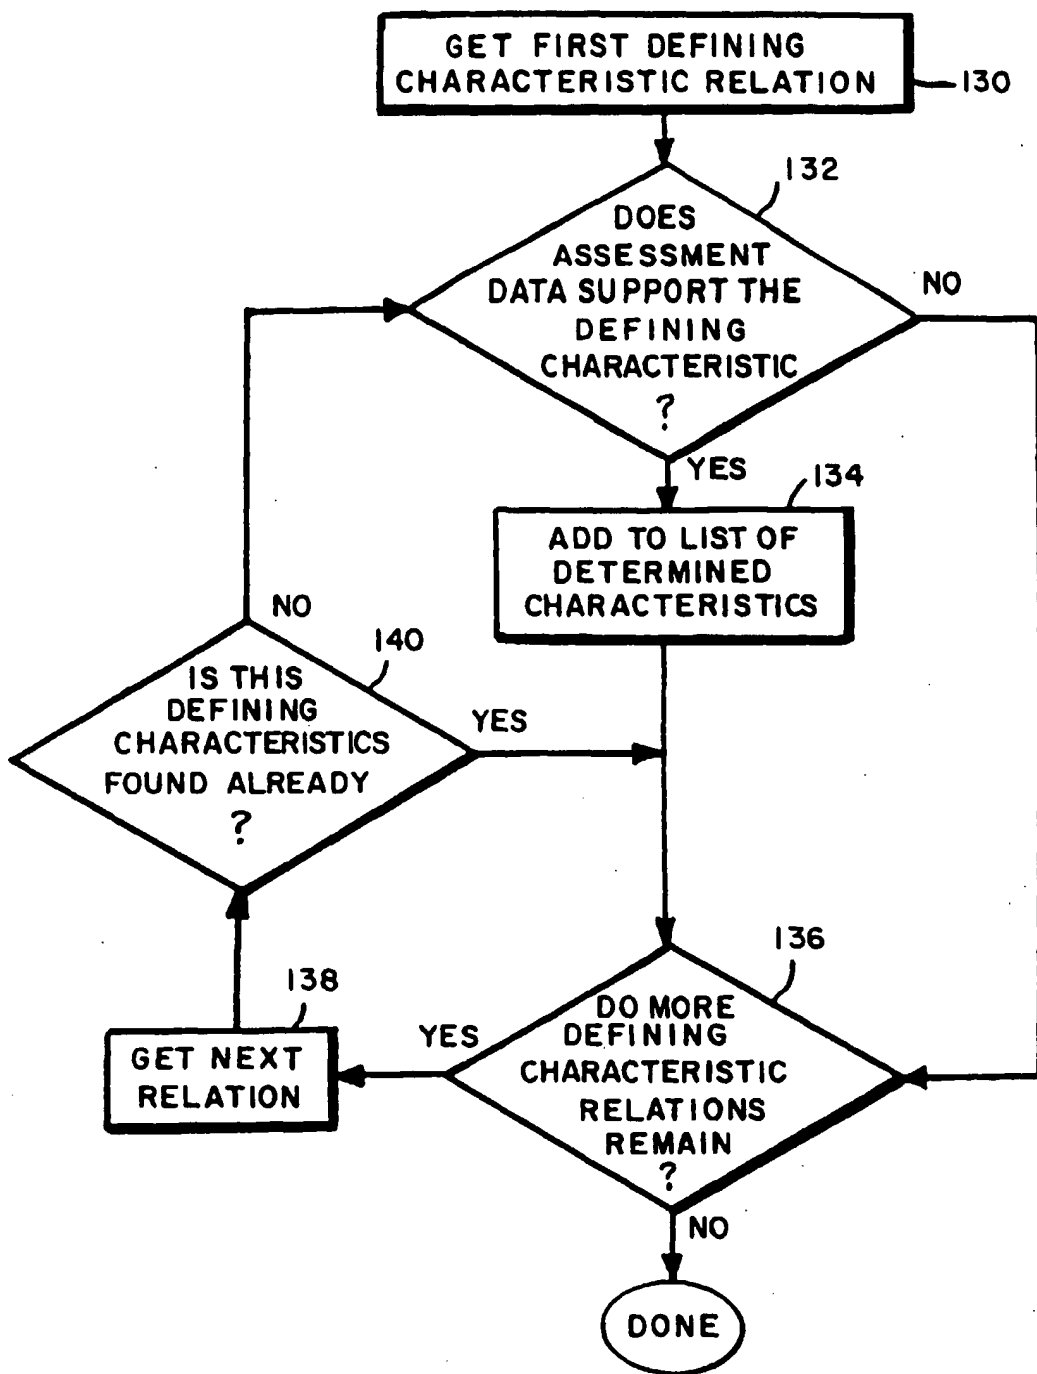 GET FIRST DEFINING
CHARACTERISTIC RELATION
130
132
DOES
ASSESSMENT
DATA SUPPORT THE
DEFINING
CHARACTERISTIC
?
NO
YES
134
ADD TO LIST OF
DETERMINED
CHARACTERISTICS
NO
140
IS THIS
DEFINING
CHARACTERISTICS
FOUND ALREADY
?
YES
136
DO MORE
DEFINING
CHARACTERISTIC
RELATIONS
REMAIN
?
YES
138
GET NEXT
RELATION
NO
DONE